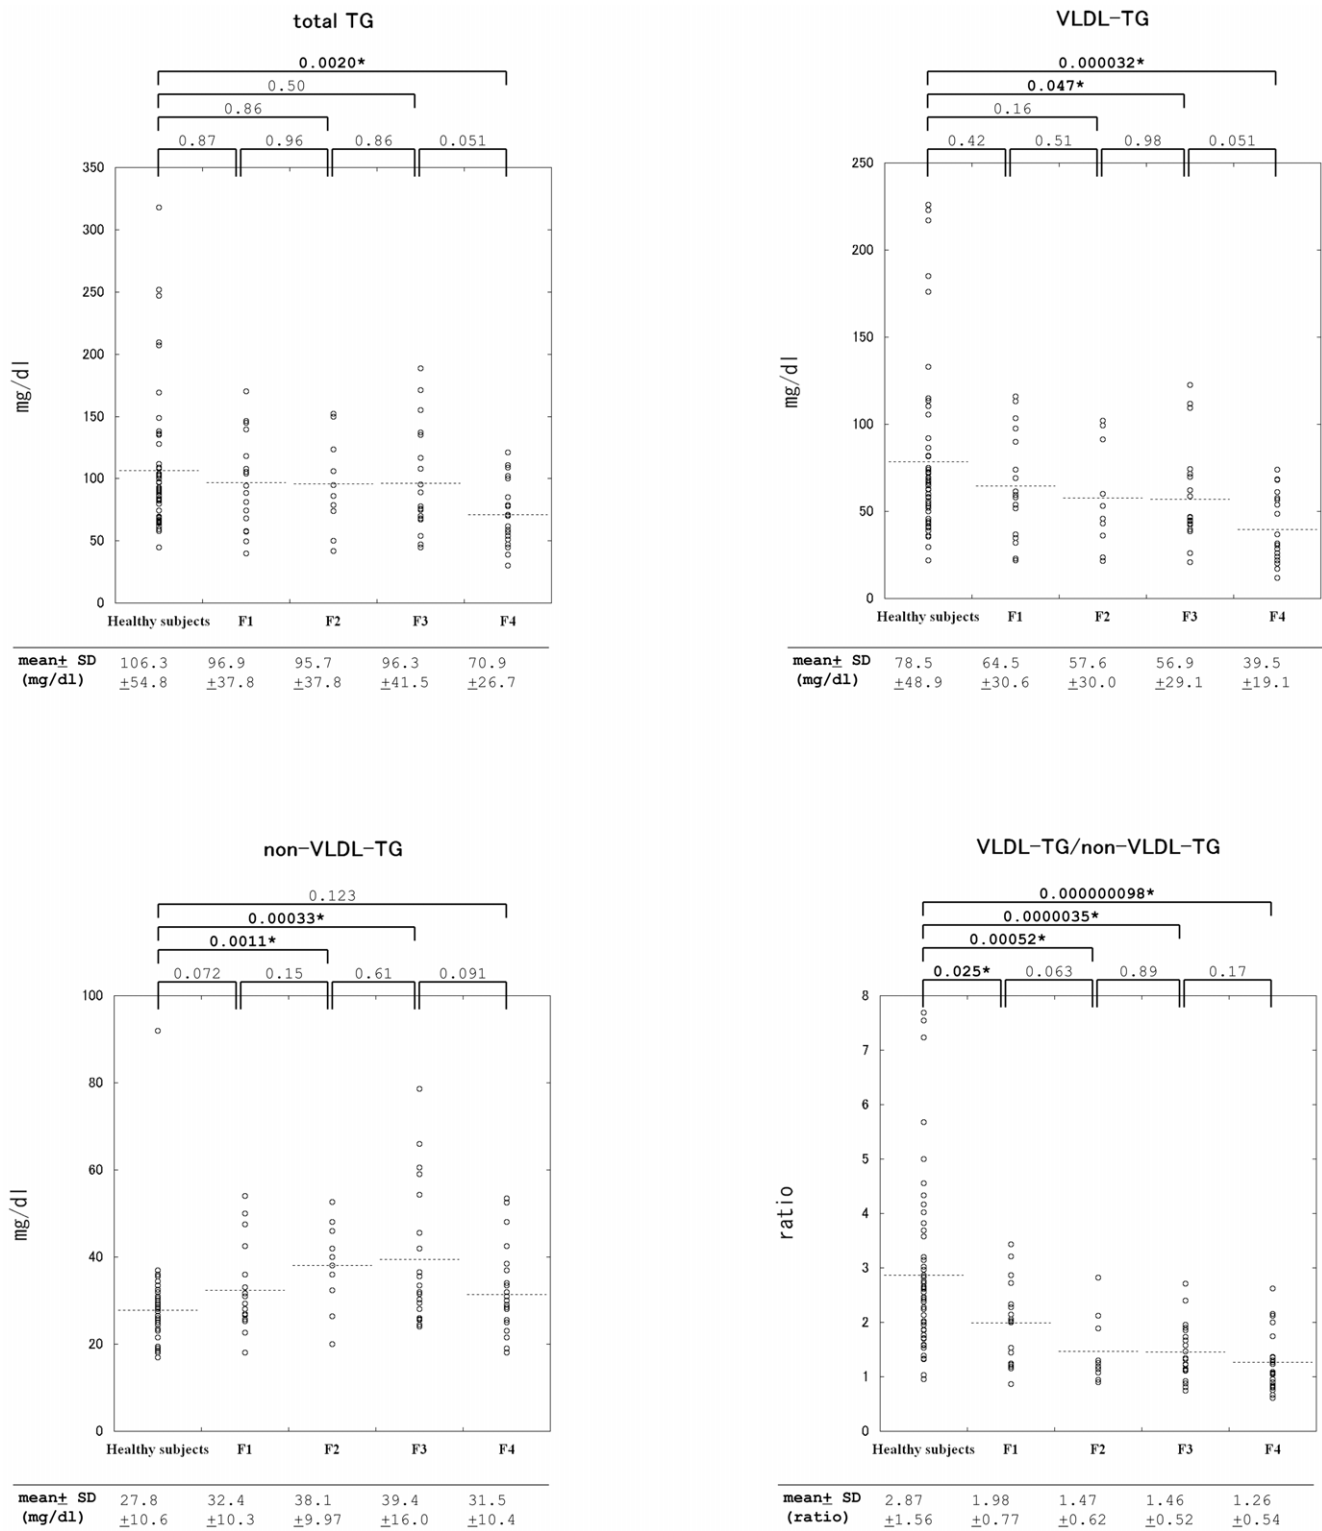 total TG
0.0020*
0.50
0.86
0.87 0.96 0.86 0.051
350
300
250
200
150
100
50
0
mg/dl
Healthy subjects F1 F2 F3 F4
mean± SD 106.3 96.9 95.7 96.3 70.9
(mg/dl) ±54.8 ±37.8 ±37.8 ±41.5 ±26.7
VLDL-TG
0.000032*
0.047*
0.16
0.42 0.51 0.98 0.051
250
200
150
100
50
0
mg/dl
Healthy subjects F1 F2 F3 F4
mean± SD 78.5 64.5 57.6 56.9 39.5
(mg/dl) ±48.9 ±30.6 ±30.0 ±29.1 ±19.1
non-VLDL-TG
0.123
0.00033*
0.0011*
0.072 0.15 0.61 0.091
100
80
60
40
20
0
mg/dl
Healthy subjects F1 F2 F3 F4
mean± SD 27.8 32.4 38.1 39.4 31.5
(mg/dl) ±10.6 ±10.3 ±9.97 ±16.0 ±10.4
VLDL-TG/non-VLDL-TG
0.000000098*
0.0000035*
0.00052*
0.025* 0.063 0.89 0.17
8
7
6
5
4
3
2
1
0
ratio
Healthy subjects F1 F2 F3 F4
mean± SD 2.87 1.98 1.47 1.46 1.26
(ratio) ±1.56 ±0.77 ±0.62 ±0.52 ±0.54